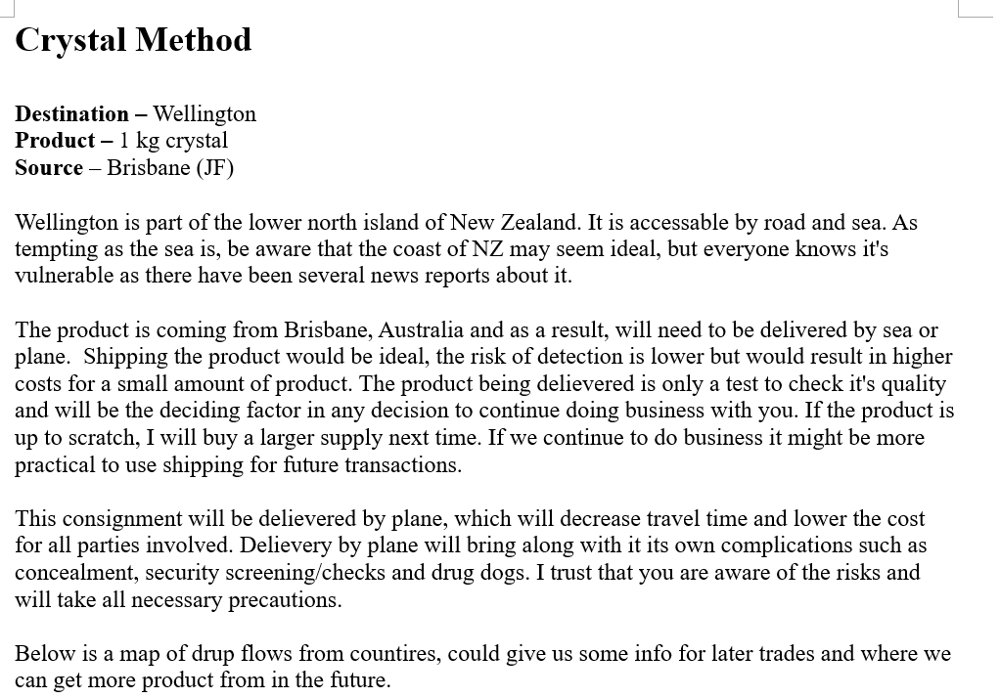 Crystal Method
Destination – Wellington
Product – 1 kg crystal
Source – Brisbane (JF)
Wellington is part of the lower north island of New Zealand. It is accessable by road and sea. As
tempting as the sea is, be aware that the coast of NZ may seem ideal, but everyone knows it's
vulnerable as there have been several news reports about it.
The product is coming from Brisbane, Australia and as a result, will need to be delivered by sea or
plane.  Shipping the product would be ideal, the risk of detection is lower but would result in higher
costs for a small amount of product. The product being delievered is only a test to check it's quality
and will be the deciding factor in any decision to continue doing business with you. If the product is
up to scratch, I will buy a larger supply next time. If we continue to do business it might be more
practical to use shipping for future transactions.
This consignment will be delievered by plane, which will decrease travel time and lower the cost
for all parties involved. Delievery by plane will bring along with it its own complications such as
concealment, security screening/checks and drug dogs. I trust that you are aware of the risks and
will take all necessary precautions.
Below is a map of drup flows from countires, could give us some info for later trades and where we
can get more product from in the future.